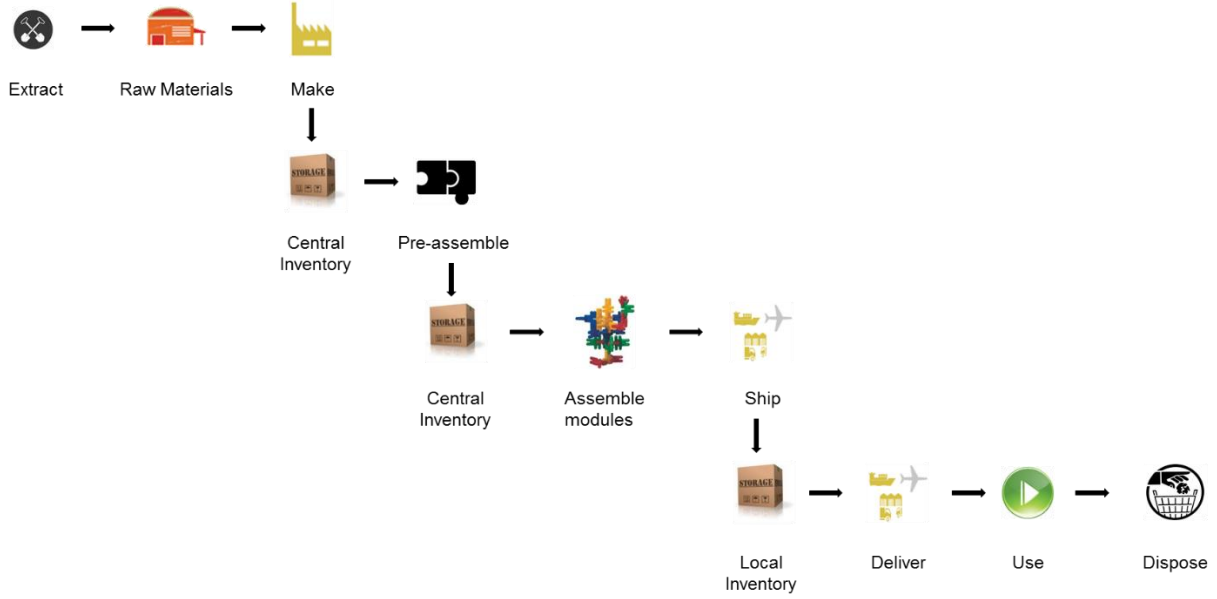 Extract
Raw Materials
Make
STORAGE
Central
Inventory
Pre-assemble
STORAGE
Central
Inventory
Assemble
modules
Ship
STORAGE
Local
Inventory
Deliver
Use
Dispose